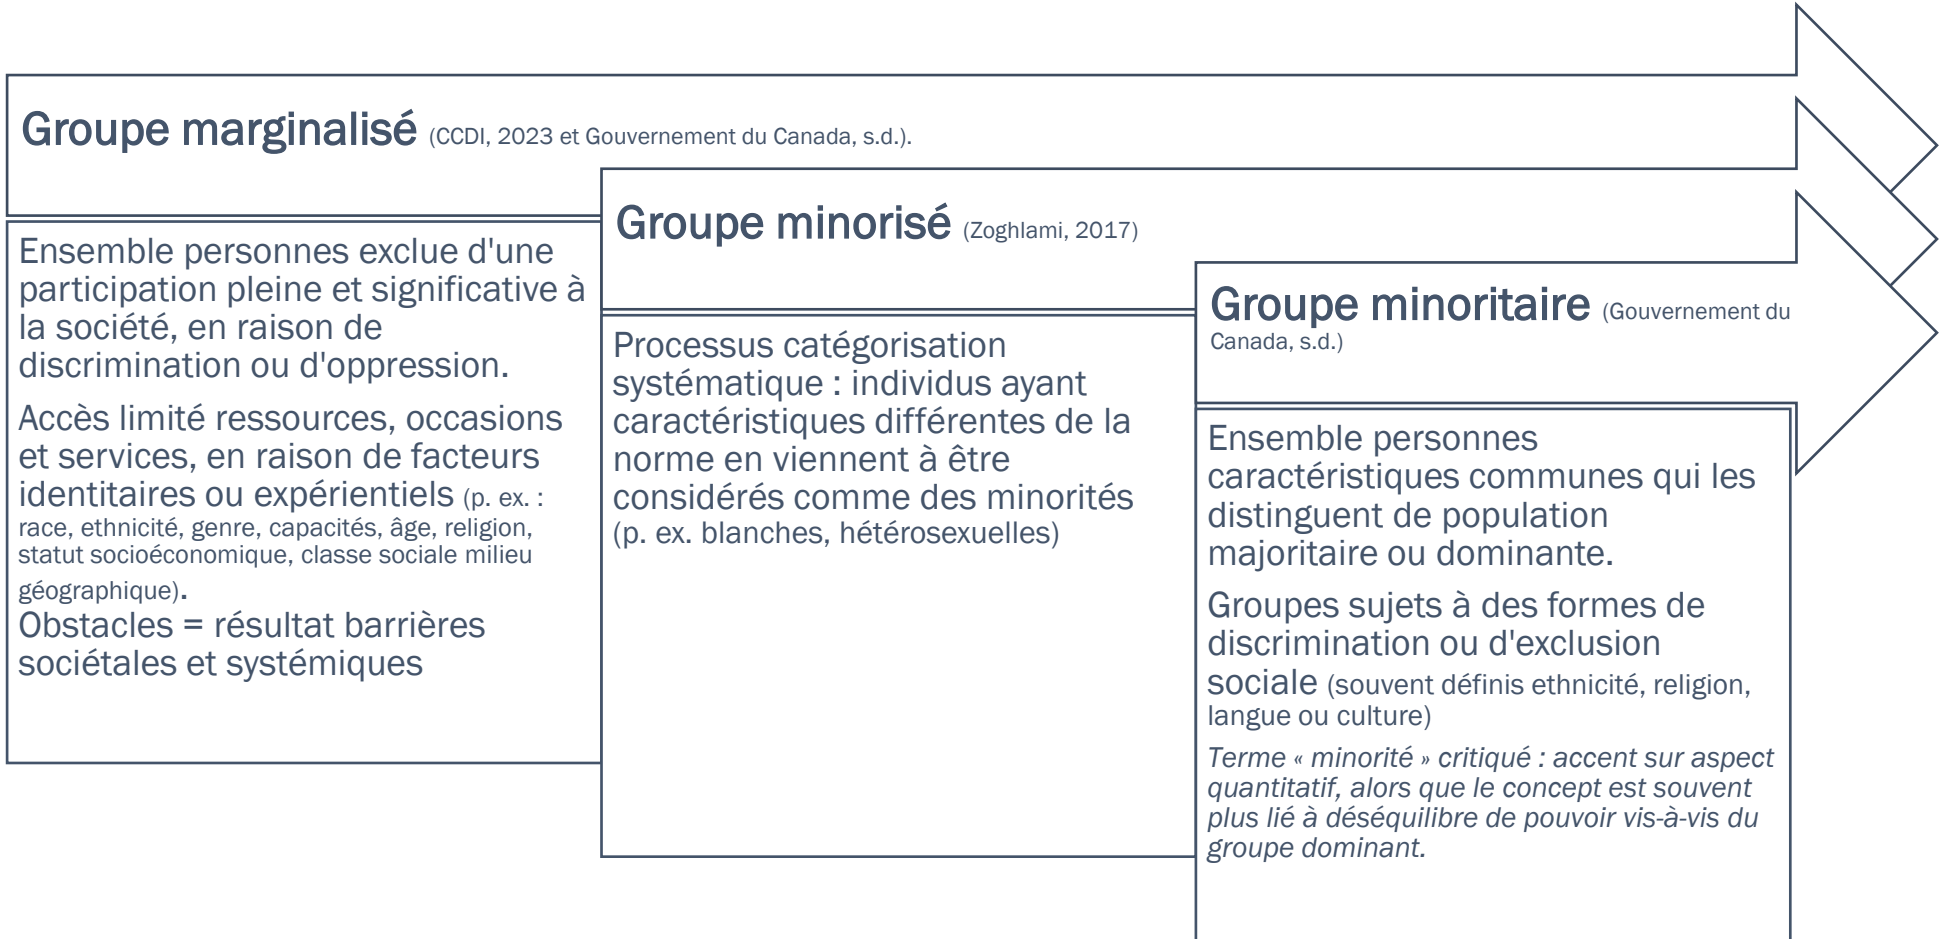 Groupe marginalisé (CCDI, 2023 et Gouvernement du Canada, s.d.).
Ensemble personnes exclue d'une
participation pleine et significative à
la société, en raison de
discrimination ou d'oppression.
Accès limité ressources, occasions
et services, en raison de facteurs
identitaires ou expérientiels (p. ex. :
race, ethnicité, genre, capacités, âge, religion,
statut socioéconomique, classe sociale milieu
géographique).
Obstacles = résultat barrières
sociétales et systémiques
Groupe minorisé (Zoghlami, 2017)
Processus catégorisation
systématique : individus ayant
caractéristiques différentes de la
norme en viennent à être
considérés comme des minorités
(p. ex. blanches, hétérosexuelles)
Groupe minoritaire (Gouvernement du
Canada, s.d.)
Ensemble personnes
caractéristiques communes qui les
distinguent de population
majoritaire ou dominante.
Groupes sujets à des formes de
discrimination ou d'exclusion
sociale (souvent définis ethnicité, religion,
langue ou culture)
Terme « minorité » critiqué : accent sur aspect
quantitatif, alors que le concept est souvent
plus lié à déséquilibre de pouvoir vis-à-vis du
groupe dominant.